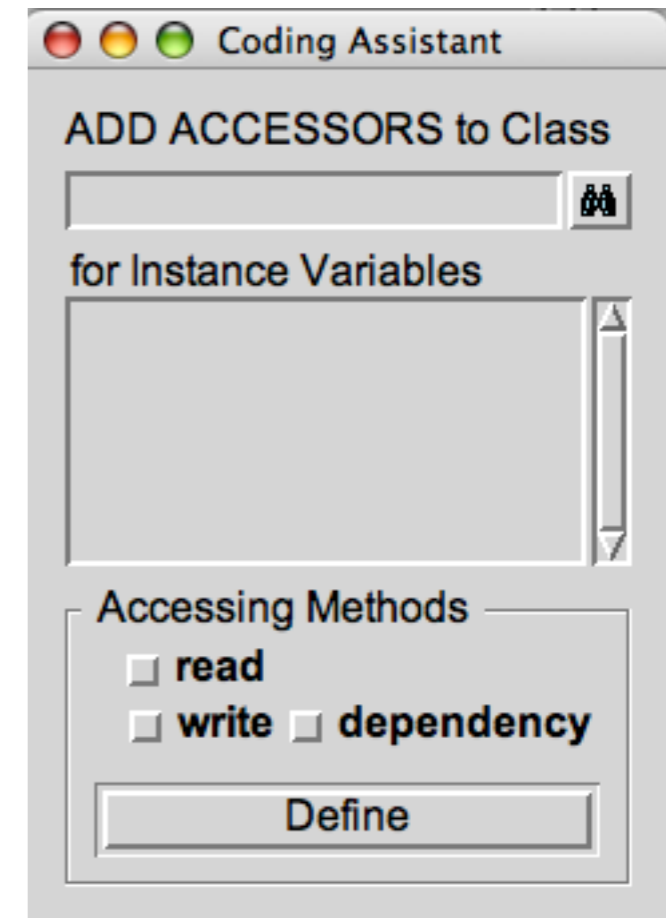 Coding Assistant
ADD ACCESSORS to Class
for Instance Variables
Accessing Methods
read
write dependency
Define